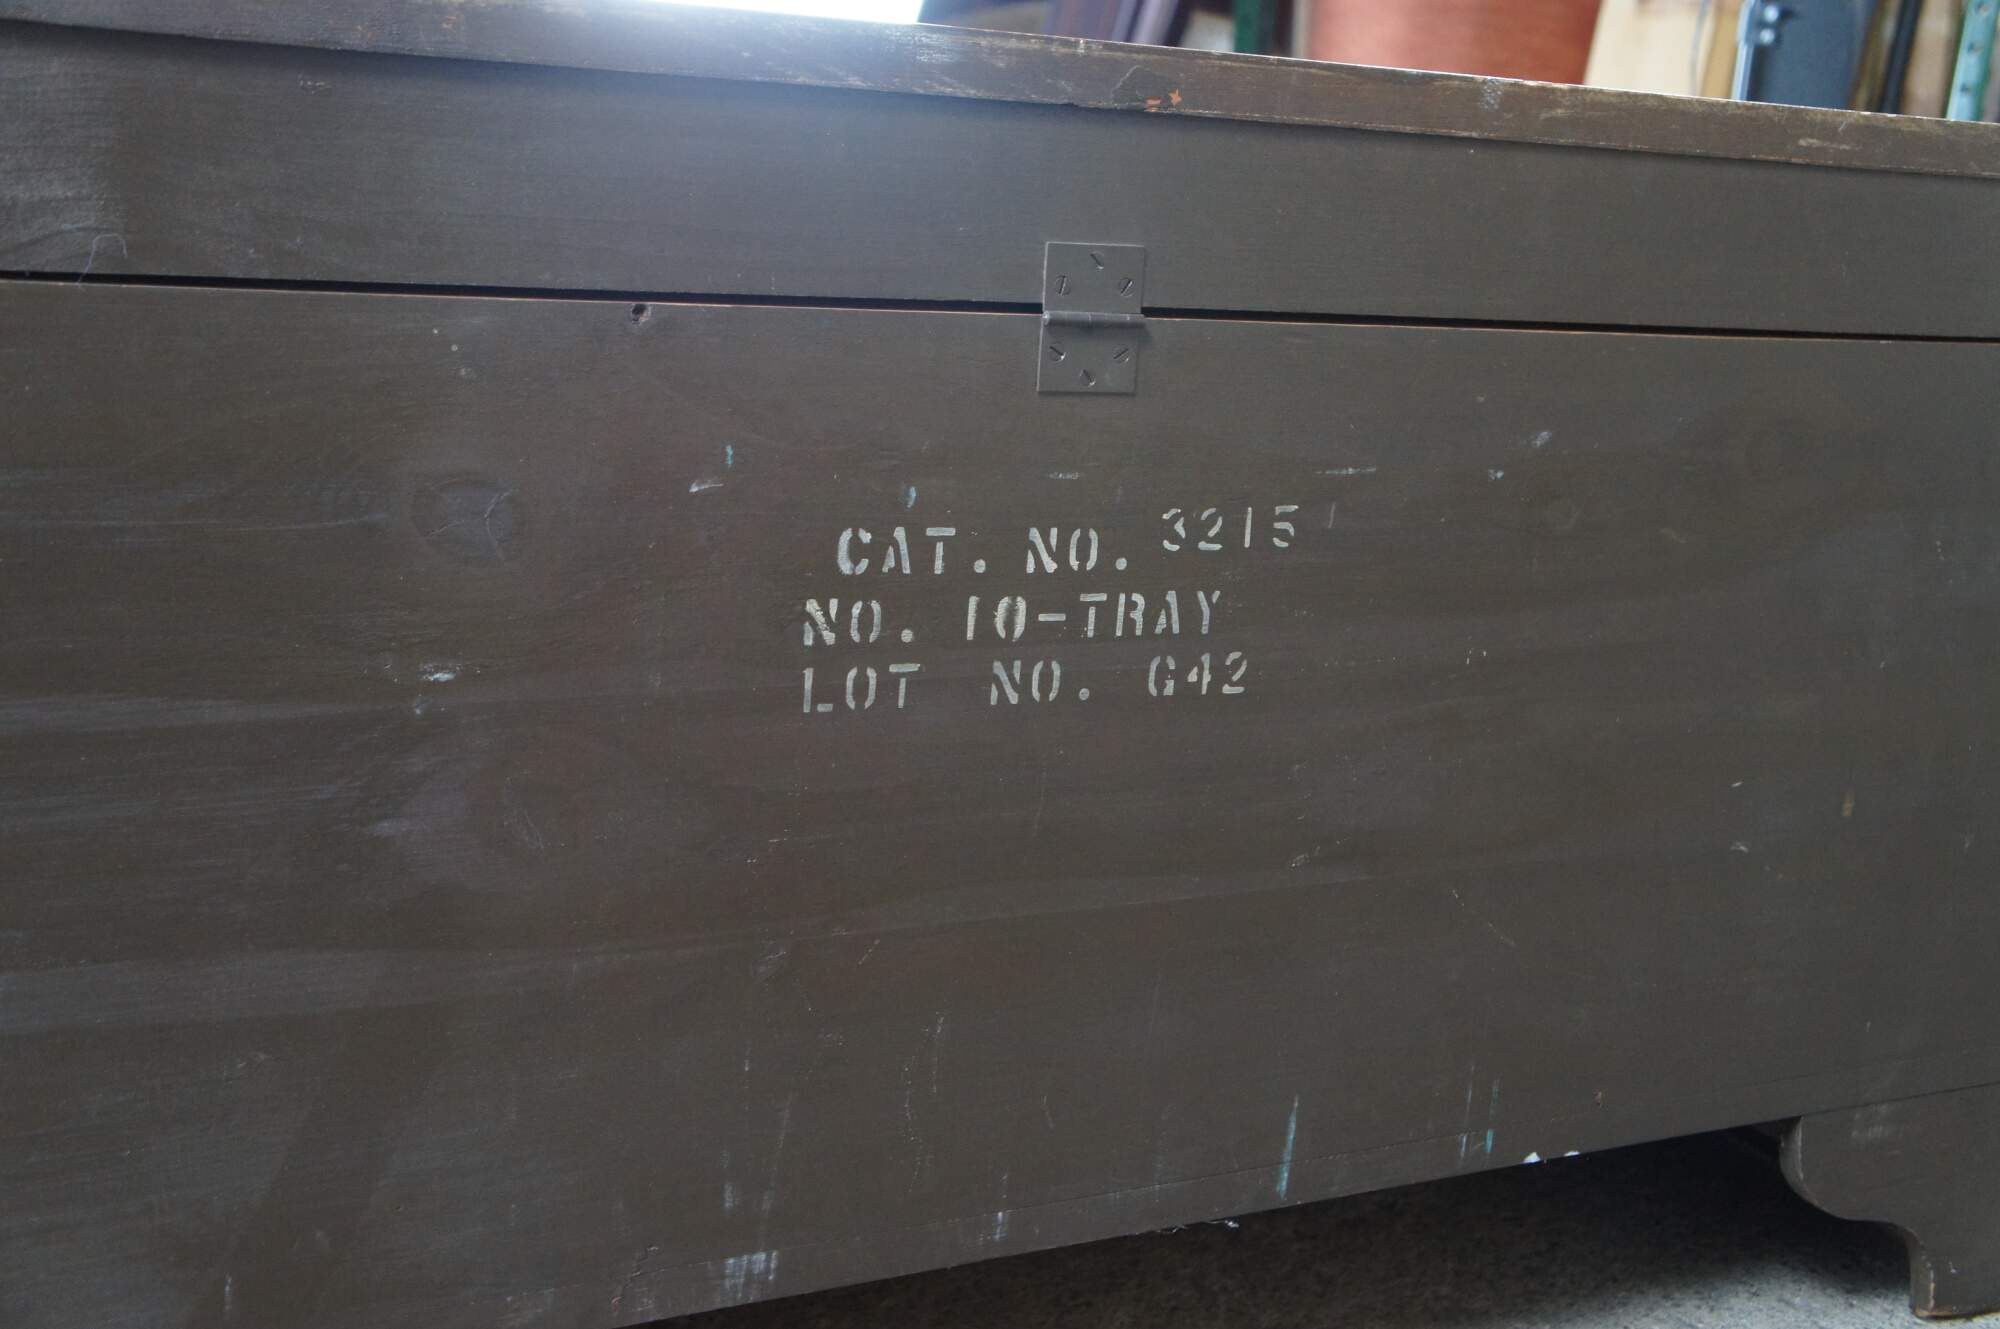 CAT. NO. 3215
NO. 10-TRAY
LOT NO. G42